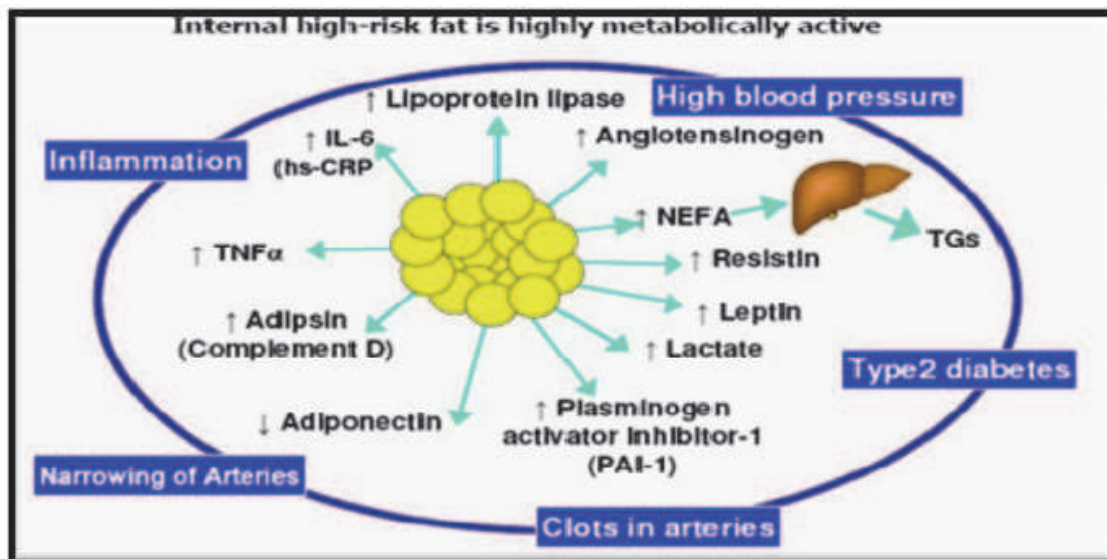 Internal high-risk fat is highly metabolically active
↑ Lipoprotein lipase
High blood pressure
↑ IL-6
(hs-CRP
↑ Angiotensinogen
Inflammation
↑ NEFA
TGs
↑ TNFα
↑ Resistin
↑ Leptin
↑ Adipsin
(Complement D)
↑ Lactate
Type2 diabetes
↓ Adiponectin
↑ Plasminogen
activator inhibitor-1
(PAI-1)
Narrowing of Arteries
Clots in arteries